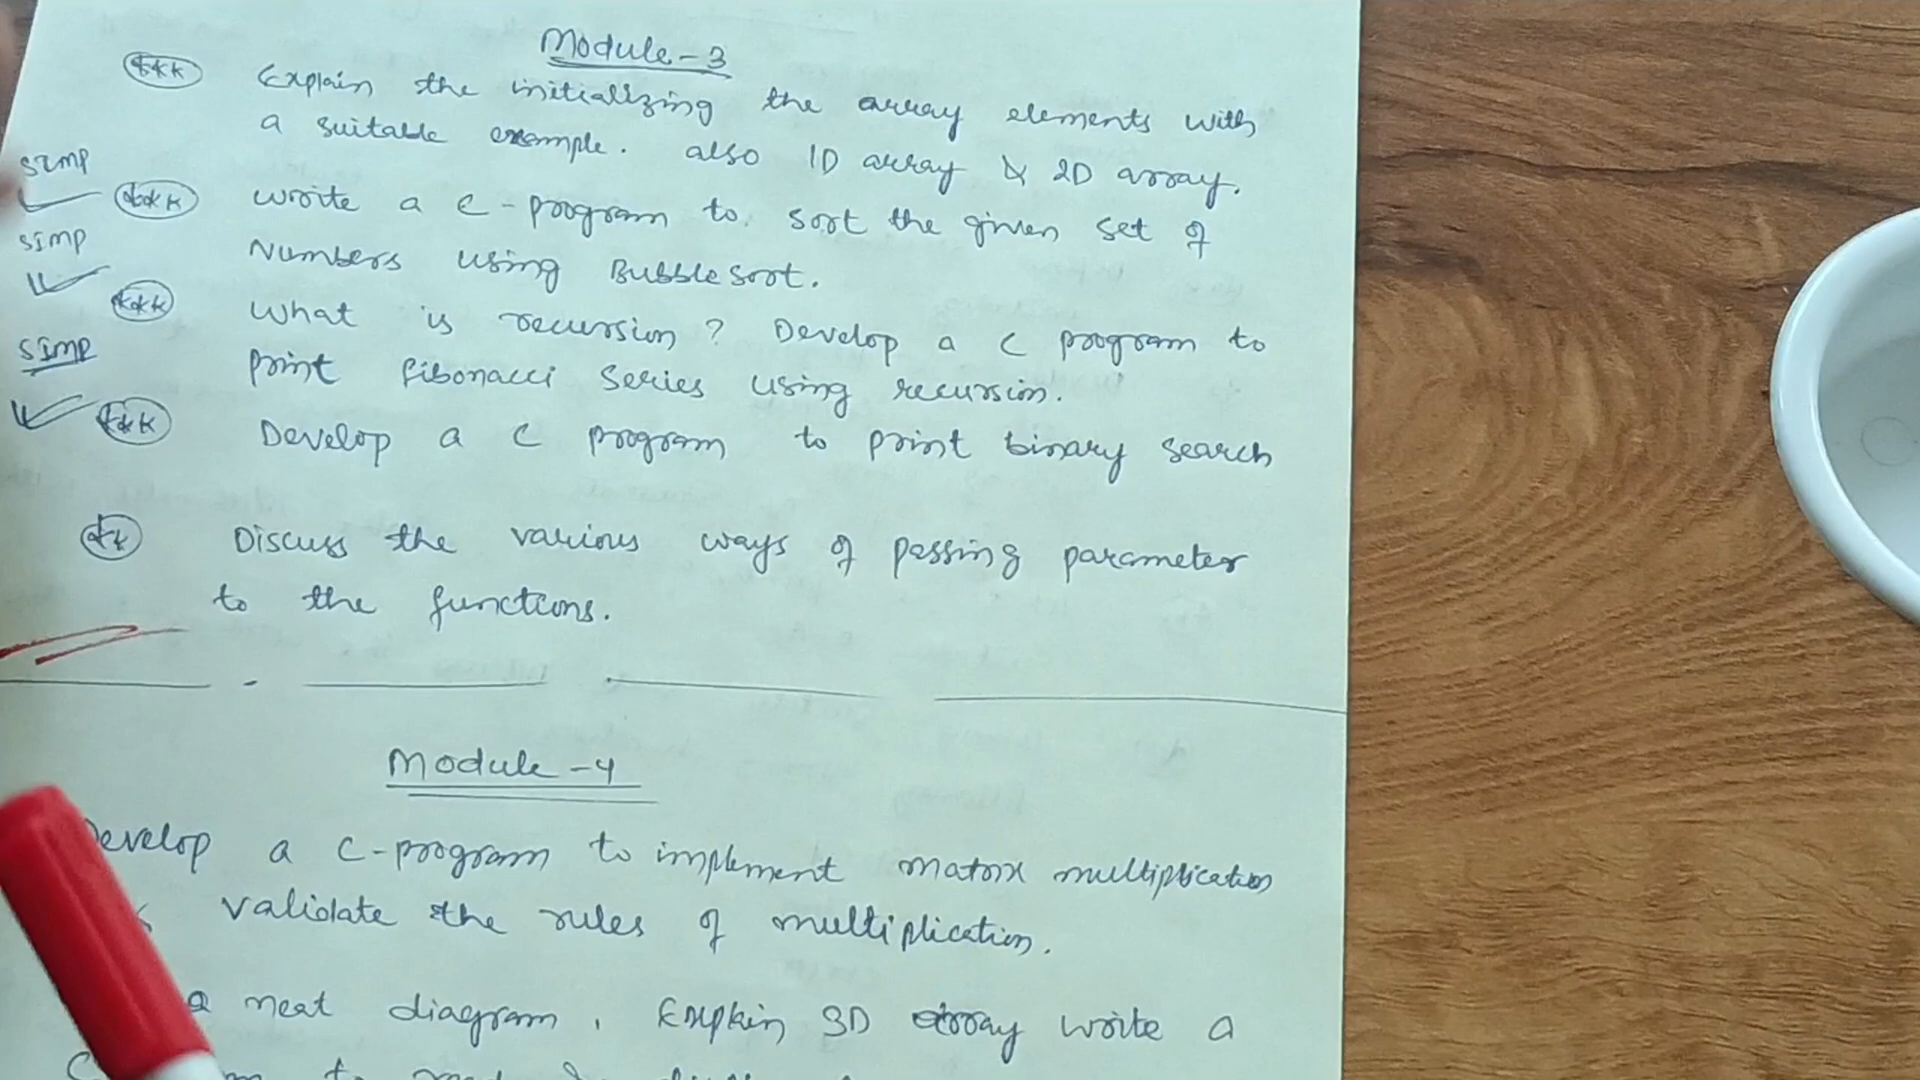 Module-3
*** Explain the initializing the array elements with
a suitable example. also 1D array & 2D array.
SIMP
*** write a C-program to sort the given set of
SIMP
Numbers using Bubble sort.
*** What is recursion? Develop a C program to
SIMP
Print fibonacci Series using recursion.
*** Develop a C program to print binary search
** Discuss the various ways of passing parameter
to the functions.
Module-4
Develop a C-program to implement matrix multiplication
validate the rules of multiplication.
a neat diagram, Explain 3D array write a